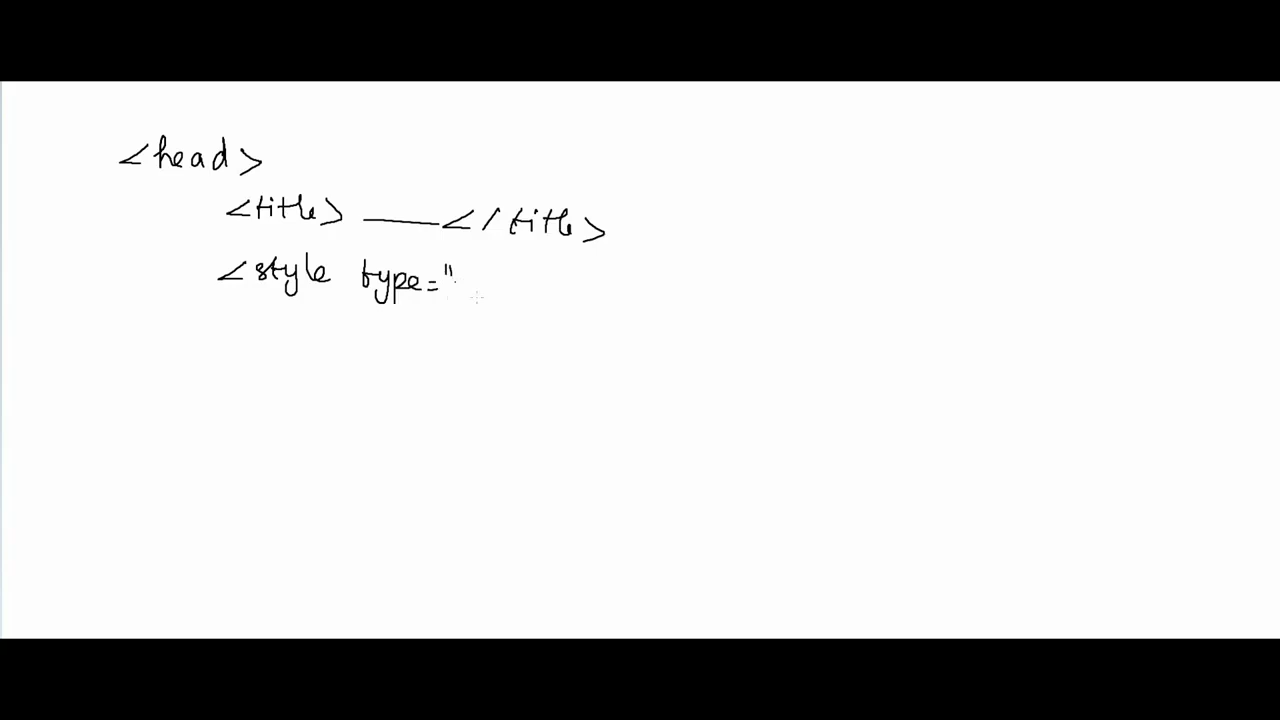 <head>
<title> ——</title>
<style type="